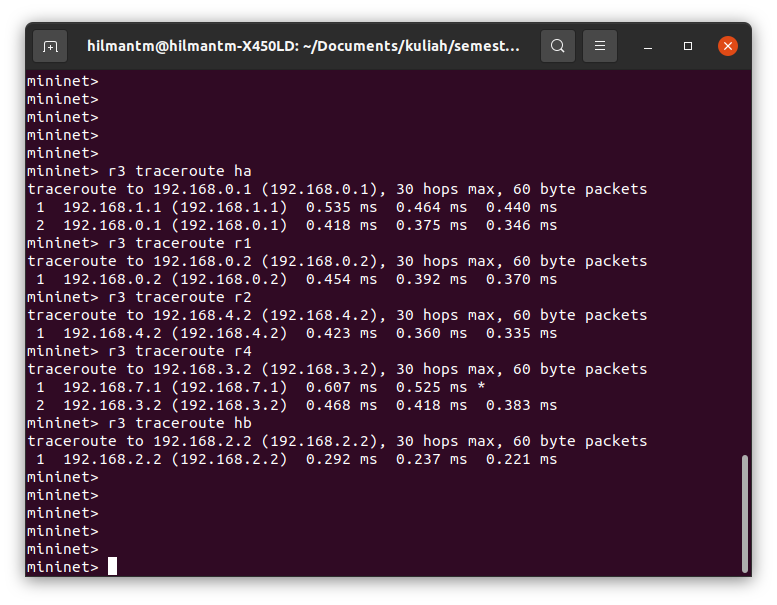 hilmantm@hilmantm-X450LD: ~/Documents/kuliah/semest...
mininet>
mininet>
mininet>
mininet>
mininet>
mininet> r3 traceroute ha
traceroute to 192.168.0.1 (192.168.0.1), 30 hops max, 60 byte packets
 1  192.168.1.1 (192.168.1.1)  0.535 ms  0.464 ms  0.440 ms
 2  192.168.0.1 (192.168.0.1)  0.418 ms  0.375 ms  0.346 ms
mininet> r3 traceroute r1
traceroute to 192.168.0.2 (192.168.0.2), 30 hops max, 60 byte packets
 1  192.168.0.2 (192.168.0.2)  0.454 ms  0.392 ms  0.370 ms
mininet> r3 traceroute r2
traceroute to 192.168.4.2 (192.168.4.2), 30 hops max, 60 byte packets
 1  192.168.4.2 (192.168.4.2)  0.423 ms  0.360 ms  0.335 ms
mininet> r3 traceroute r4
traceroute to 192.168.3.2 (192.168.3.2), 30 hops max, 60 byte packets
 1  192.168.7.1 (192.168.7.1)  0.607 ms  0.525 ms *
 2  192.168.3.2 (192.168.3.2)  0.468 ms  0.418 ms  0.383 ms
mininet> r3 traceroute hb
traceroute to 192.168.2.2 (192.168.2.2), 30 hops max, 60 byte packets
 1  192.168.2.2 (192.168.2.2)  0.292 ms  0.237 ms  0.221 ms
mininet>
mininet>
mininet>
mininet>
mininet>
mininet>